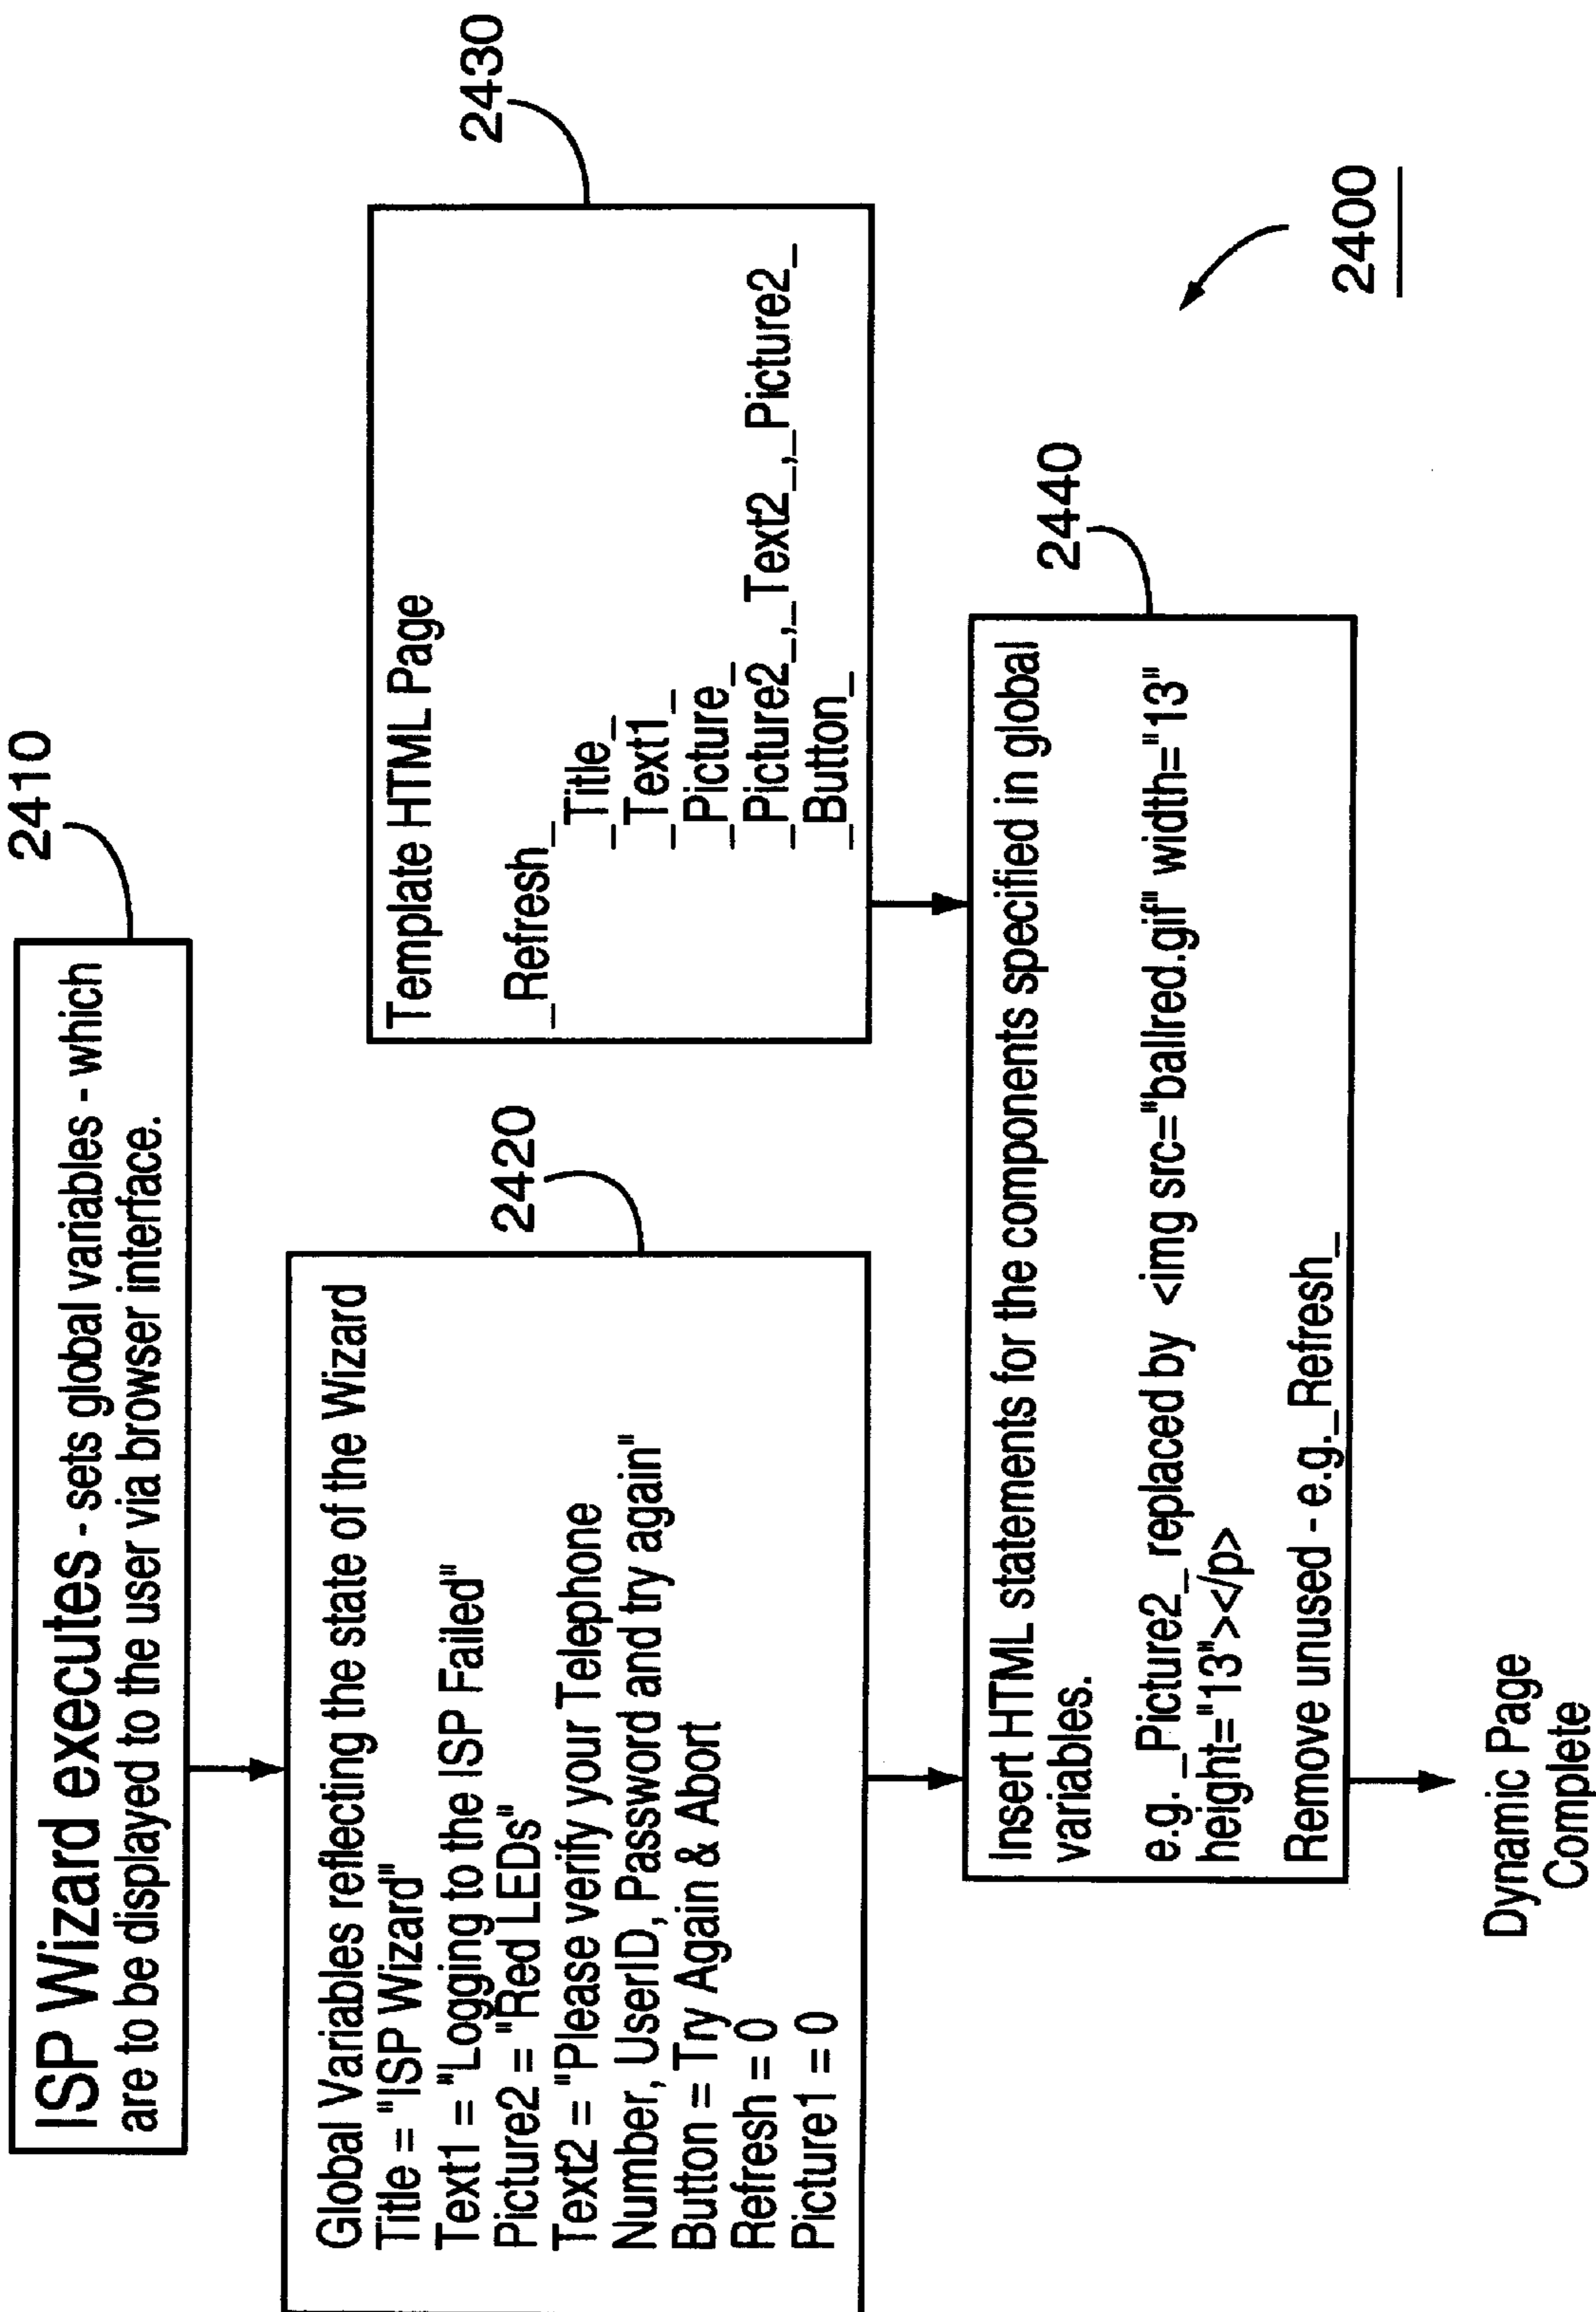 2410
ISP Wizard executes - sets global variables - which
are to be displayed to the user via browser interface.
2420
Global Variables reflecting the state of the Wizard
Title = "ISP Wizard"
Text1 = "Logging to the ISP Failed"
Picture2 = "Red LEDs"
Text2 = "Please verify your Telephone
Number, UserID, Password and try again"
Button = Try Again & Abort
Refresh = 0
Picture1 = 0
2430
Template HTML Page
_Refresh_
_Title_
_Text1_
_Picture_
_Picture2_,_Text2_,_Picture2_
_Button_
2440
Insert HTML statements for the components specified in global
variables.
e.g. _Picture2_ replaced by <img src="ballred.gif" width="13"
height="13"></p>
Remove unused - e.g._Refresh_
Dynamic Page
Complete
2400